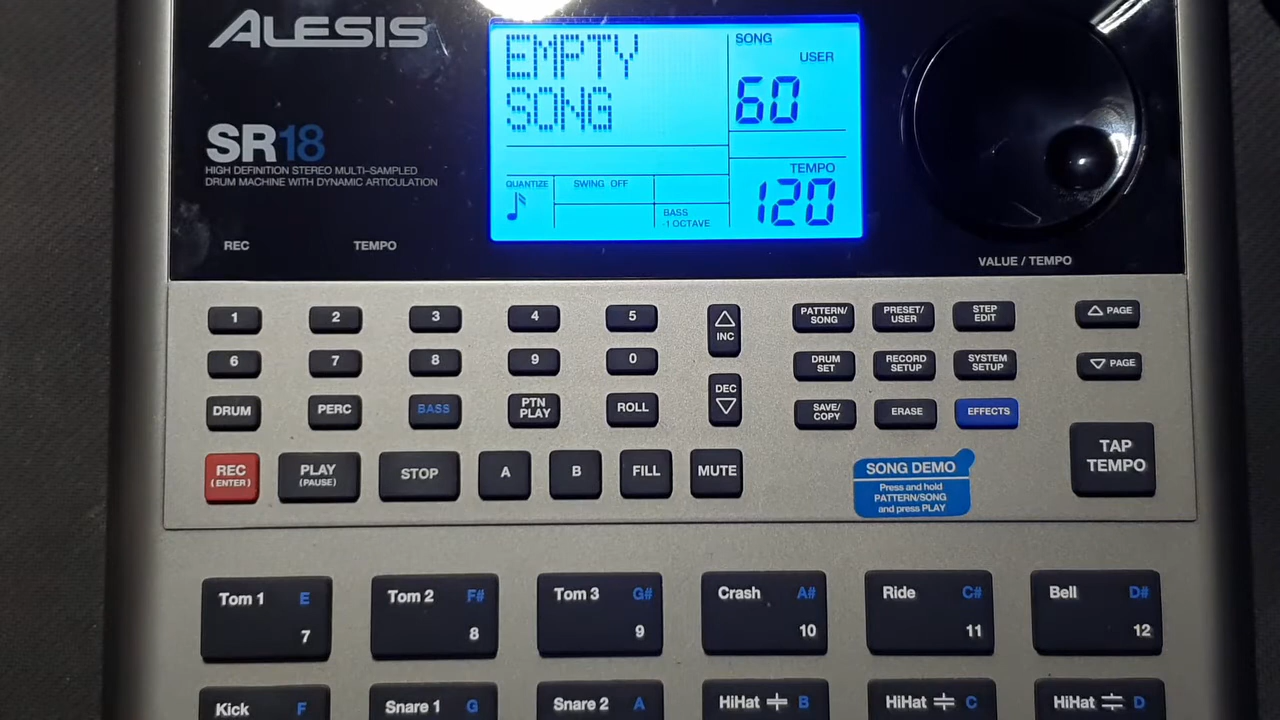 ALESIS
SR18
HIGH DEFINITION STEREO MULTI-SAMPLED
DRUM MACHINE WITH DYNAMIC ARTICULATION
REC
TEMPO
EMPTY
SONG
SONG
USER
60
QUANTIZE
SWING OFF
BASS
-1 OCTAVE
TEMPO
120
VALUE / TEMPO
1
2
3
4
5
INC
PATTERN/
SONG
PRESET/
USER
STEP
EDIT
PAGE
6
7
8
9
0
DEC
DRUM
SET
RECORD
SETUP
SYSTEM
SETUP
PAGE
DRUM
PERC
BASS
PTN
PLAY
ROLL
SAVE/
COPY
ERASE
EFFECTS
REC
(ENTER)
PLAY
(PAUSE)
STOP
A
B
FILL
MUTE
SONG DEMO
Press and hold
PATTERN/SONG
and press PLAY
TAP
TEMPO
Tom 1 E
7
Tom 2 F#
8
Tom 3 G#
9
Crash A#
10
Ride C#
11
Bell D#
12
Kick F
Snare 1 G
Snare 2 A
HiHat B
HiHat C
HiHat D